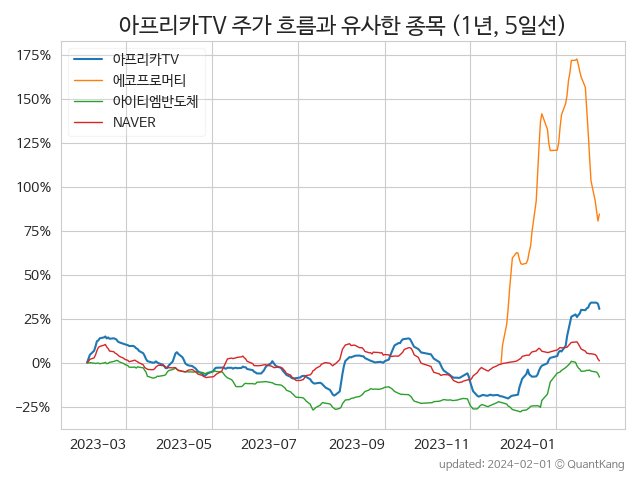 아프리카TV 주가 흐름과 유사한 종목 (1년, 5일선)
175%
150%
125%
100%
75%
50%
25%
0%
−25%
아프리카TV
에코프로머티
아이티엠반도체
NAVER
2023−03
2023−05
2023−07
2023−09
2023−11
2024−01
updated: 2024-02-01 © QuantKang